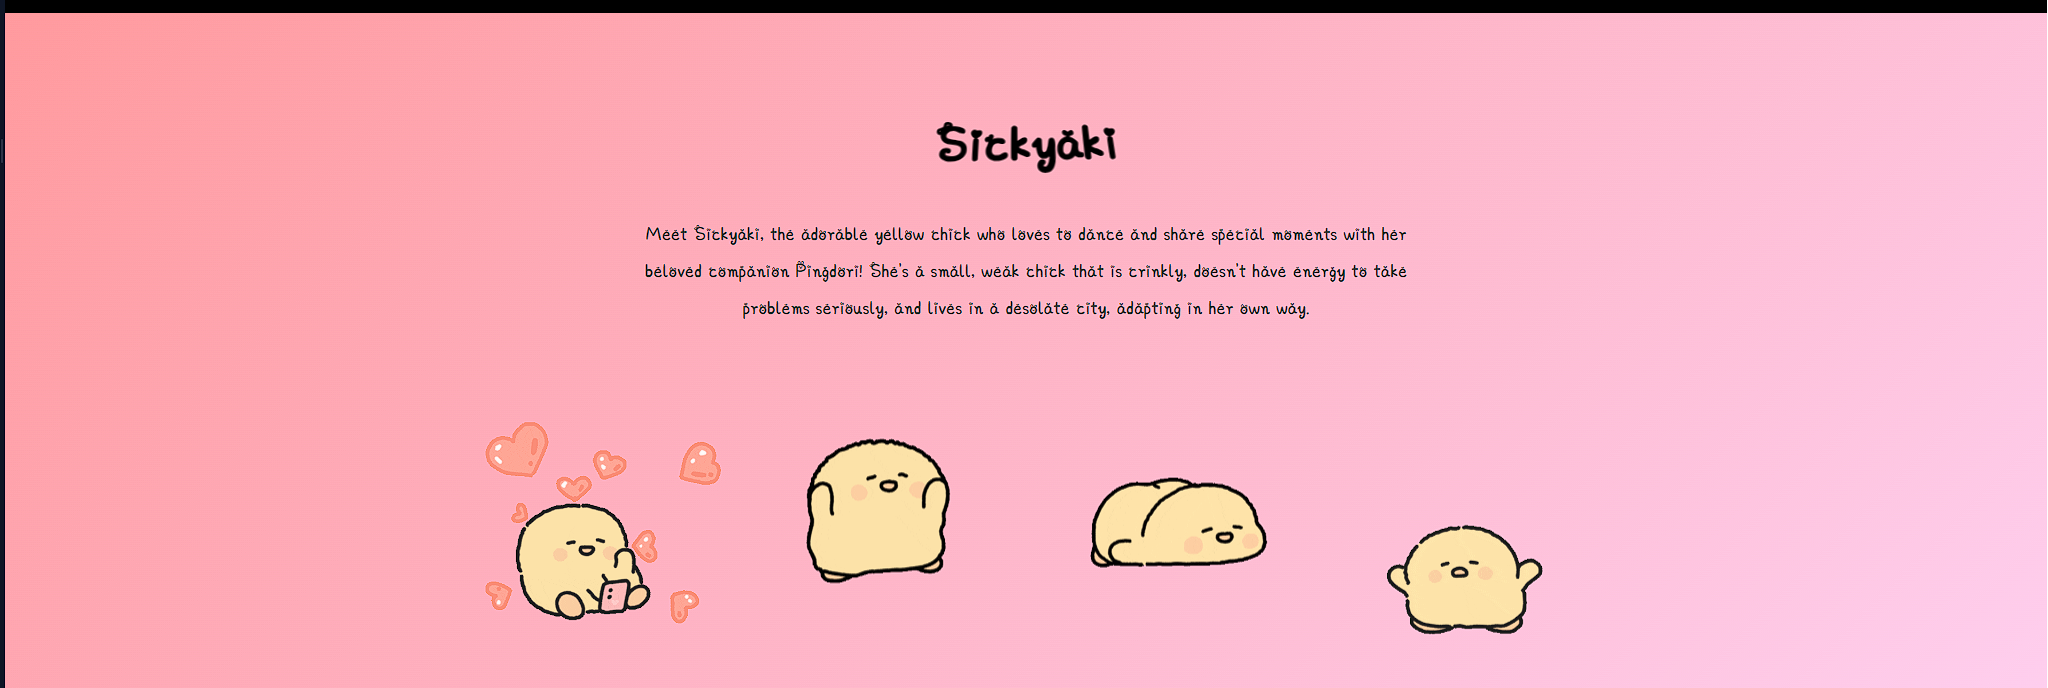 Sickyaki
Meet Sickyaki, the adorable yellow chick who loves to dance and share special moments with her
beloved companion Pingdori! She's a small, weak chick that is crinkly, doesn't have energy to take
problems seriously, and lives in a desolate city, adapting in her own way.